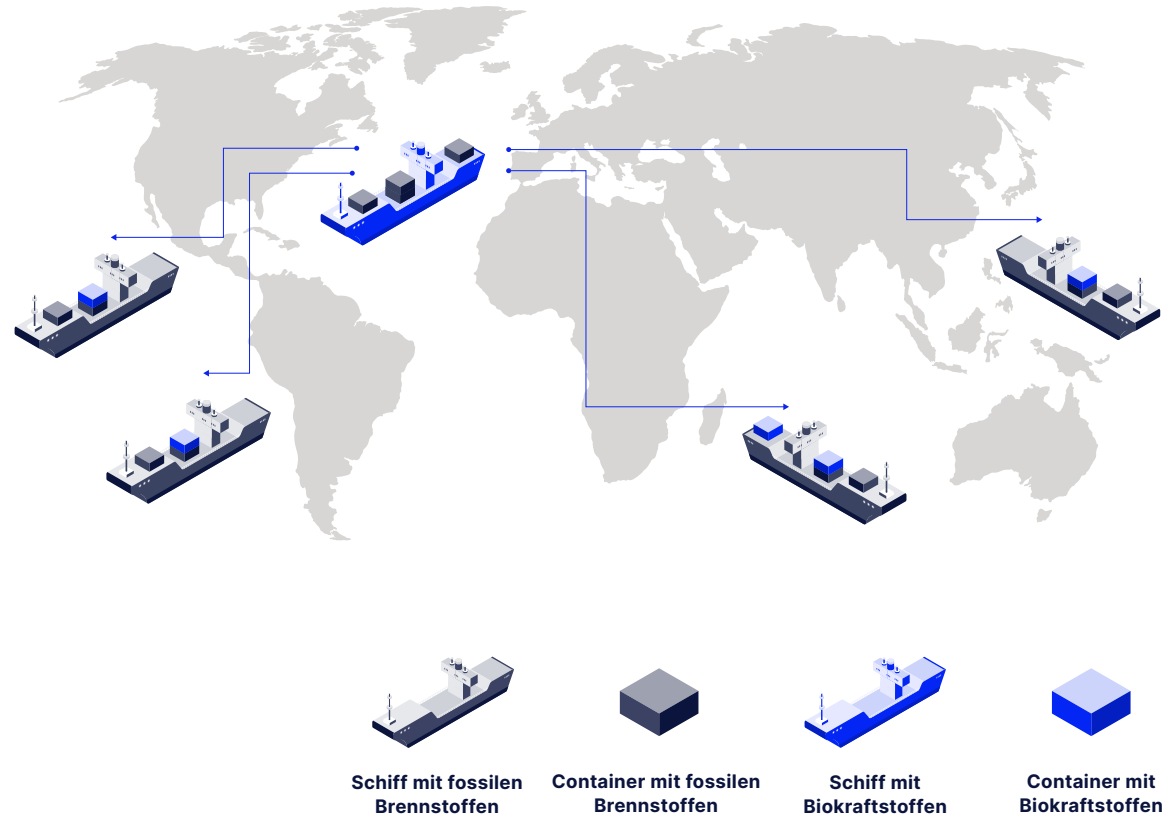 Schiff mit fossilen
Brennstoffen
Container mit fossilen
Brennstoffen
Schiff mit
Biokraftstoffen
Container mit
Biokraftstoffen